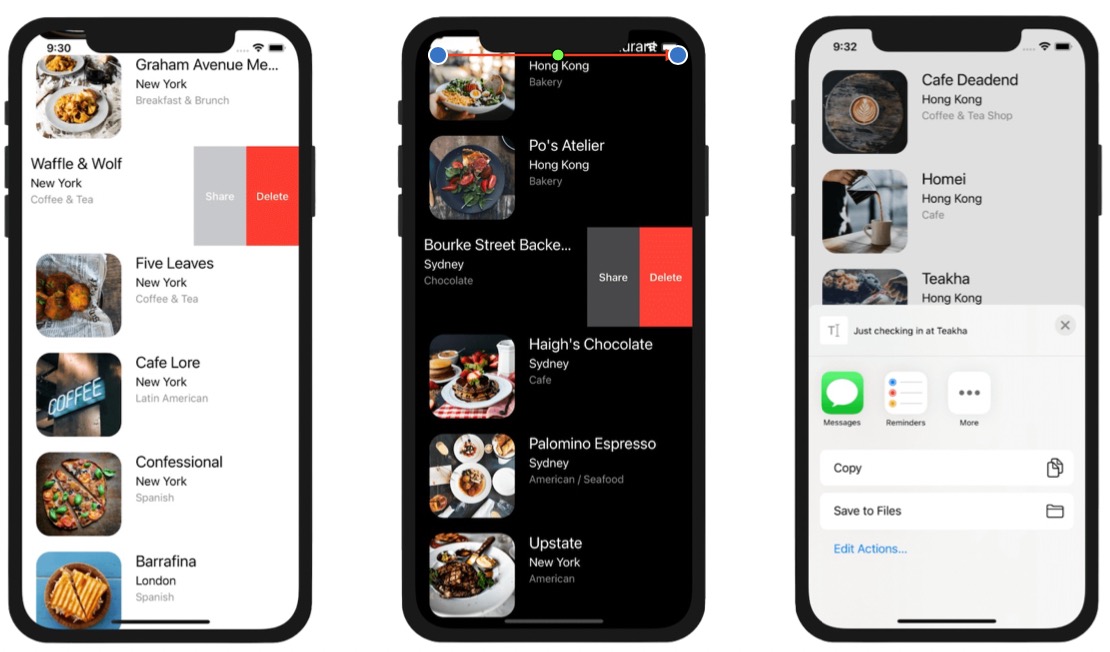 9:30
Graham Avenue Me...
New York
Breakfast & Brunch
Waffle & Wolf
New York
Coffee & Tea
Share
Delete
Five Leaves
New York
Coffee & Tea
COFFEE
Cafe Lore
New York
Latin American
Confessional
New York
Spanish
Barrafina
London
Spanish
Hong Kong
Bakery
Po's Atelier
Hong Kong
Bakery
Bourke Street Backe...
Sydney
Chocolate
Share
Delete
Haigh's Chocolate
Sydney
Cafe
Palomino Espresso
Sydney
American / Seafood
Upstate
New York
American
9:32
Cafe Deadend
Hong Kong
Coffee & Tea Shop
Homei
Hong Kong
Cafe
Teakha
Hong Kong
Just checking in at Teakha
Messages
Reminders
More
Copy
Save to Files
Edit Actions...